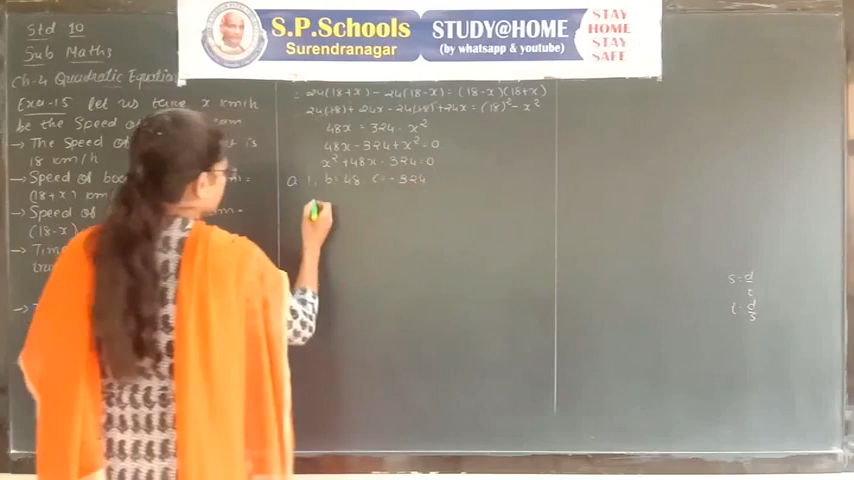 S.P.Schools
Surendranagar
STUDY@HOME
(by whatsapp & youtube)
STAY
HOME
STAY
SAFE
Std 10
Sub Maths
Ch-4 Quadratic Equation
Exa-15 let us take x km/h
be the Speed of
→ The Speed of is
18 km/h
→ Speed of boa
(18+x) km
→ Speed of
(18-x)
→ Tim
: 24(18+x) - 24(18-x) = (18-x)(18+x)
24(18) + 24x - 24(18) + 24x = (18)² - x²
48x = 324 - x²
48x - 324 + x² = 0
x² + 48x - 324 = 0
a = 1, b = 48 c = -324
s = d/t
t = d/s